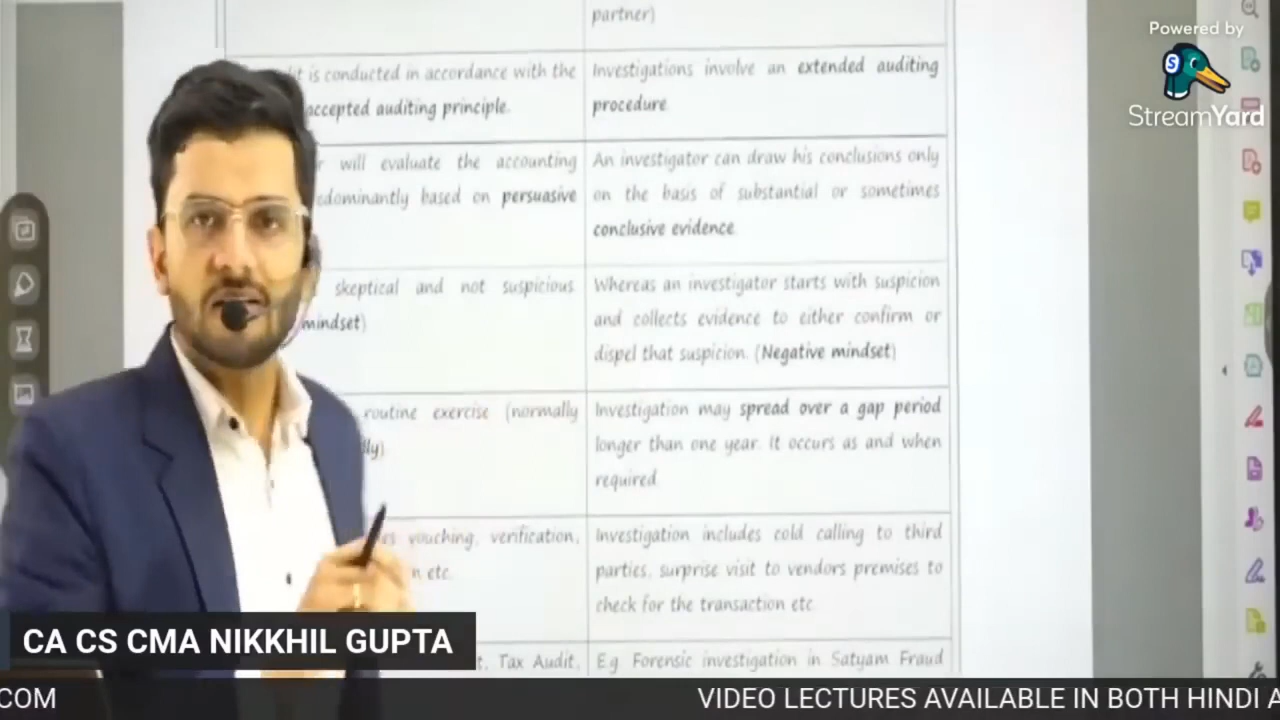 partner)
Powered by
StreamYard
it is conducted in accordance with the
accepted auditing principle.
Investigations involve an extended auditing
procedure
will evaluate the accounting
based on persuasive
An investigator can draw his conclusions only
on the basis of substantial or sometimes
conclusive evidence
skeptical and not suspicious
mindset)
Whereas an investigator starts with suspicion
and collects evidence to either confirm or
dispel that suspicion. (Negative mindset)
routine exercise (normally
Investigation may spread over a gap period
longer than one year. It occurs as and when
required
vouching, verification,
etc.
Investigation includes cold calling to third
parties, surprise visit to vendors premises to
check for the transaction etc
Tax Audit,
E.g Forensic investigation in Satyam Fraud
CA CS CMA NIKKHIL GUPTA
COM
VIDEO LECTURES AVAILABLE IN BOTH HINDI A